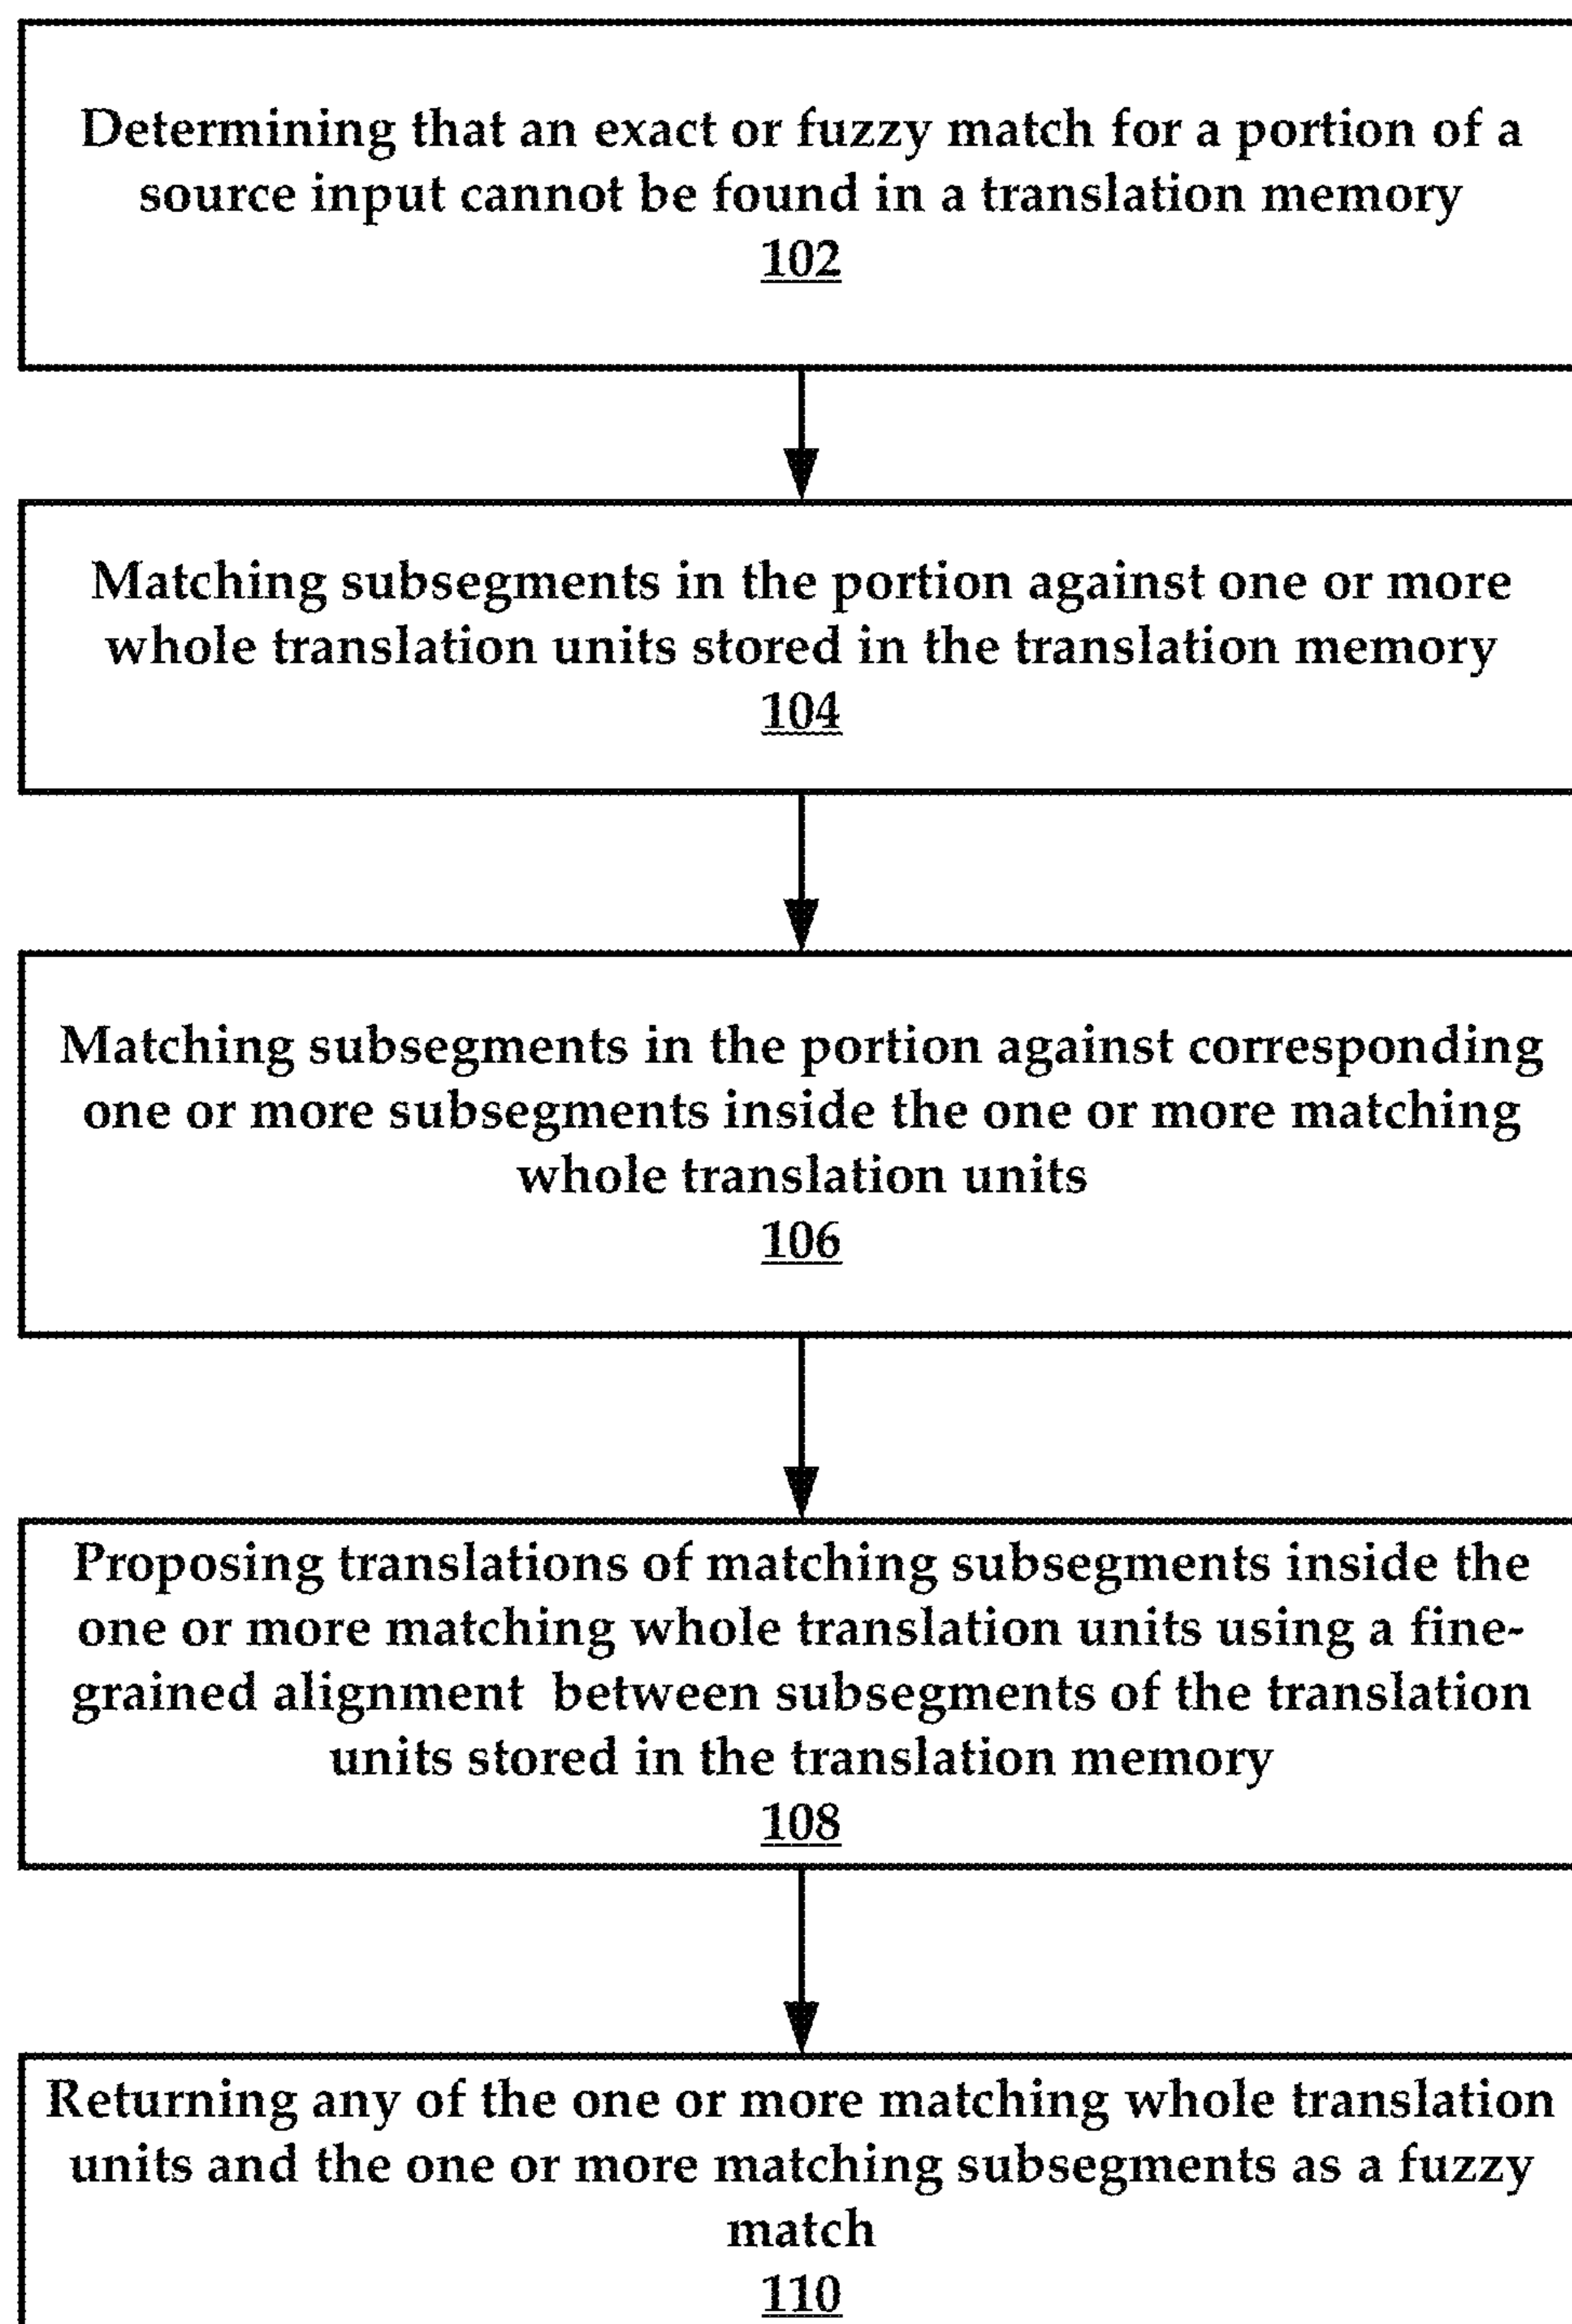 Determining that an exact or fuzzy match for a portion of a
source input cannot be found in a translation memory
102
Matching subsegments in the portion against one or more
whole translation units stored in the translation memory
104
Matching subsegments in the portion against corresponding
one or more subsegments inside the one or more matching
whole translation units
106
Proposing translations of matching subsegments inside the
one or more matching whole translation units using a fine-
grained alignment between subsegments of the translation
units stored in the translation memory
108
Returning any of the one or more matching whole translation
units and the one or more matching subsegments as a fuzzy
match
110